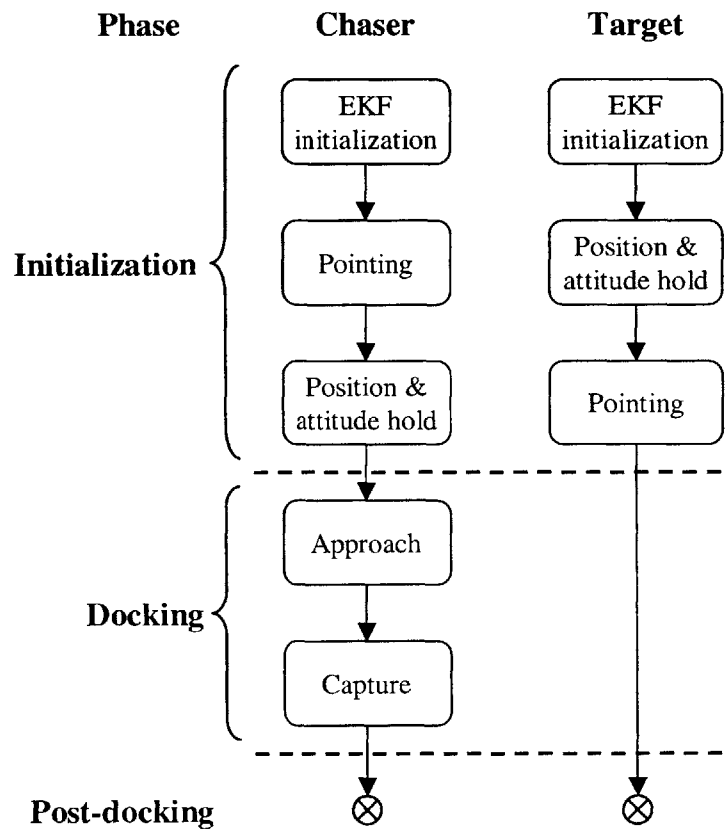 Phase Chaser Target
EKF
initialization
EKF
initialization
Initialization
Pointing
Position &
attitude hold
Position &
attitude hold
Pointing
Docking
Approach
Capture
Post-docking